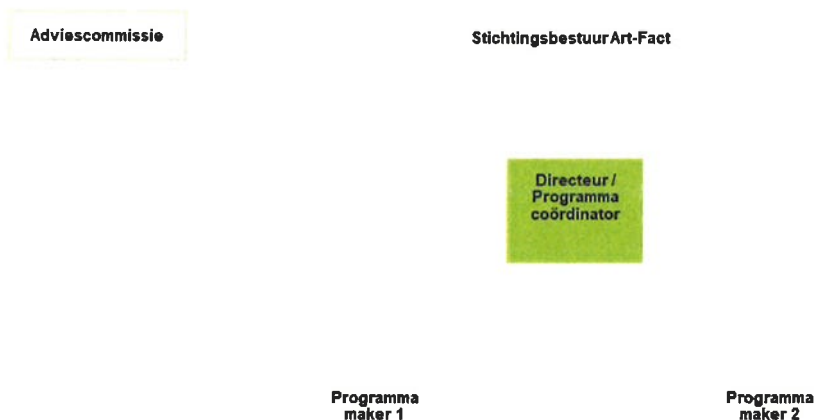 Adviescommissie
Stichtingsbestuur Art-Fact
Directeur /
Programma
coördinator
Programma
maker 1
Programma
maker 2